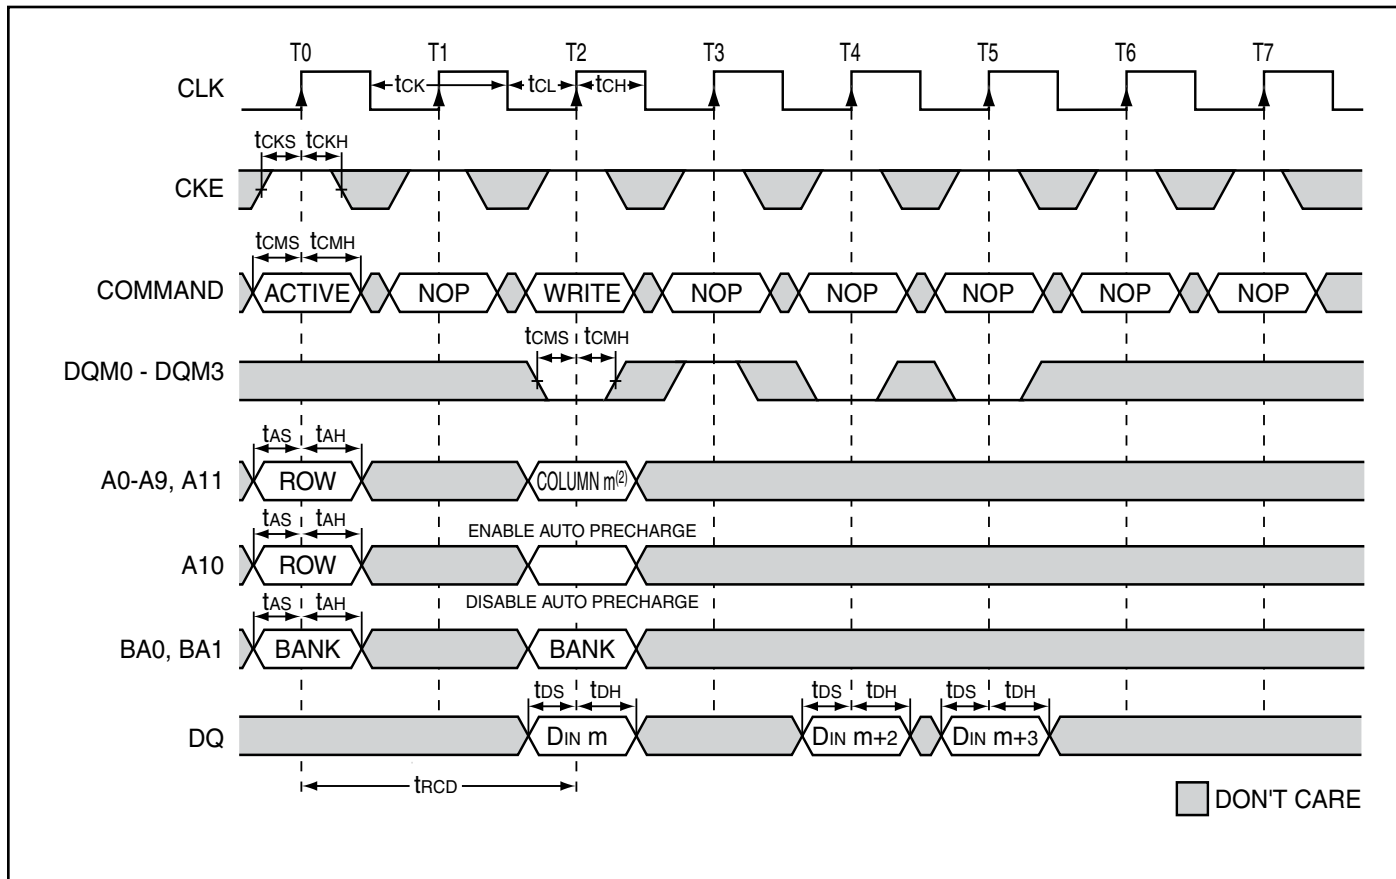 T0 T1 T2 T3 T4 T5 T6 T7
CLK tCK tCL tCH
tCKS tCKH
CKE
tCMS tCMH
COMMAND ACTIVE NOP WRITE NOP NOP NOP NOP NOP
tCMS tCMH
DQM0 - DQM3
tAS tAH
A0-A9, A11 ROW COLUMN m(2)
tAS tAH ENABLE AUTO PRECHARGE
A10 ROW
tAS tAH DISABLE AUTO PRECHARGE
BA0, BA1 BANK BANK
tDS tDH tDS tDH tDS tDH
DQ DIN m DIN m+2 DIN m+3
tRCD
DON'T CARE